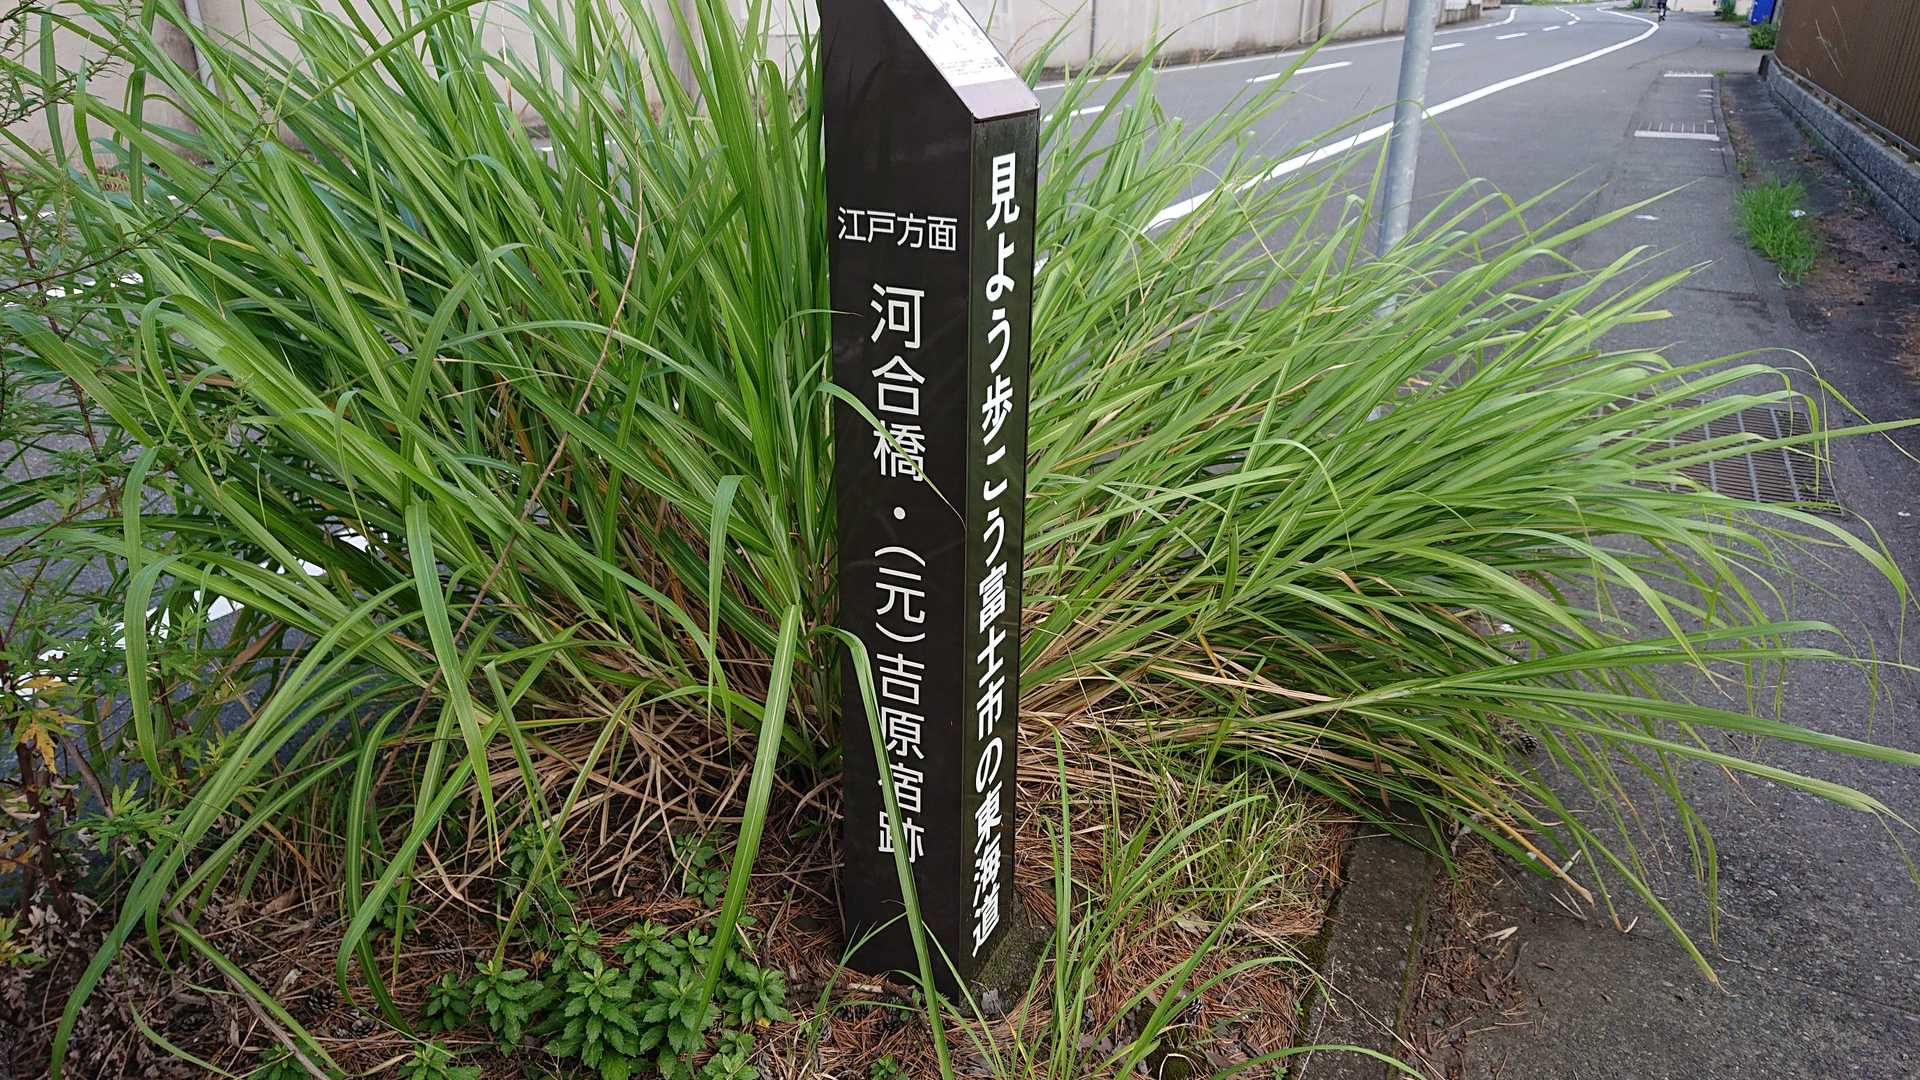 江戸方面
河合橋・（元）吉原宿跡
見よう歩こう富士市の東海道